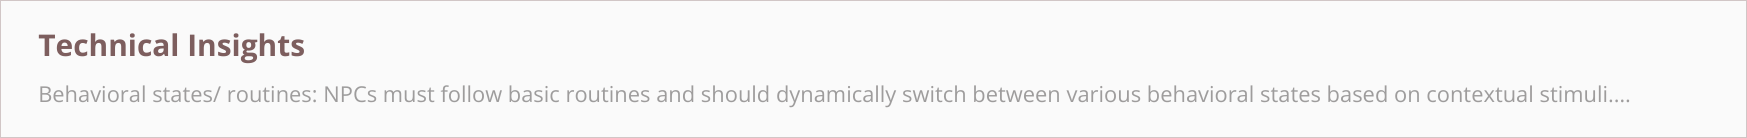 Technical Insights
Behavioral states/ routines: NPCs must follow basic routines and should dynamically switch between various behavioral states based on contextual stimuli....